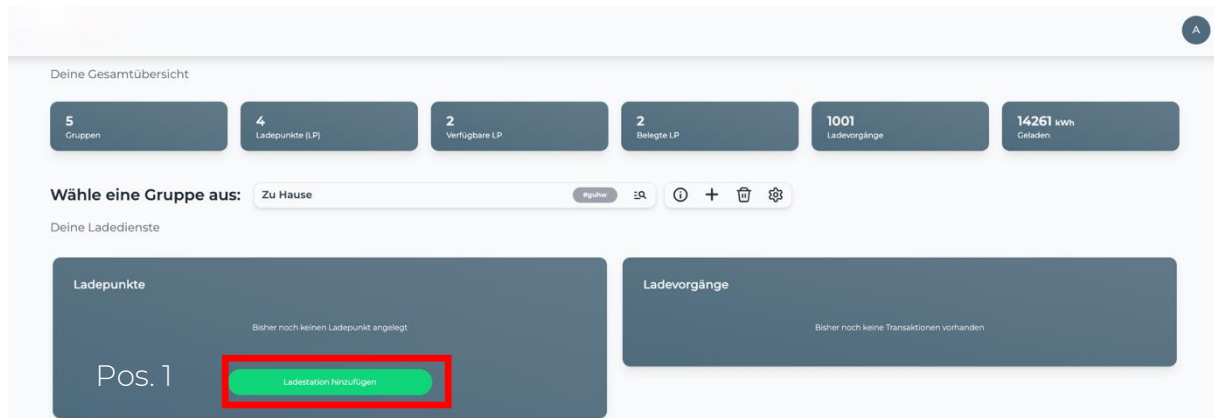 A
Deine Gesamtübersicht
5
Gruppen
4
Ladepunkte (LP)
2
Verfügbare LP
2
Belegte LP
1001
Ladevorgänge
14261 kWh
Geladen
Wähle eine Gruppe aus: Zu Hause #guhw
Deine Ladedienste
Ladepunkte
Bisher noch keinen Ladepunkt angelegt
Pos. 1
Ladestation hinzufügen
Ladevorgänge
Bisher noch keine Transaktionen vorhanden